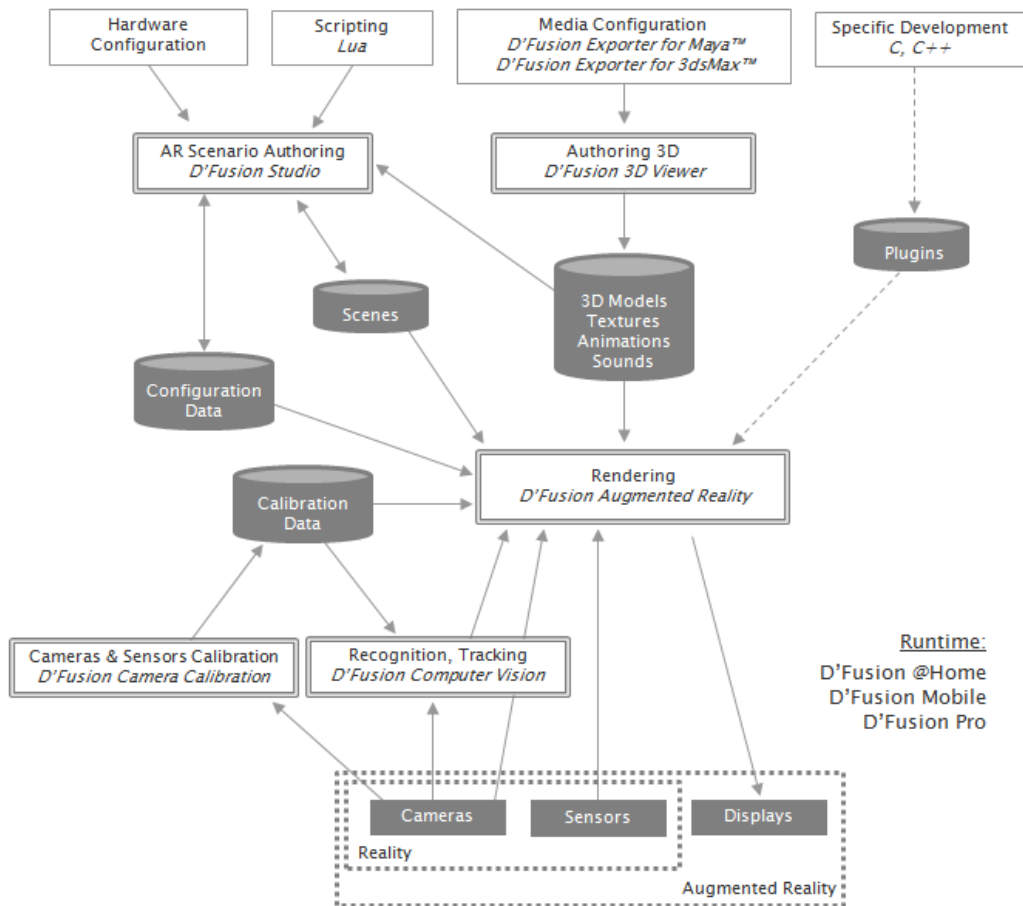 Hardware
Configuration
Scripting
Lua
Media Configuration
D'Fusion Exporter for Maya™
D'Fusion Exporter for 3dsMax™
Specific Development
C, C++
AR Scenario Authoring
D'Fusion Studio
Authoring 3D
D'Fusion 3D Viewer
Plugins
Scenes
3D Models
Textures
Animations
Sounds
Configuration
Data
Rendering
D'Fusion Augmented Reality
Calibration
Data
Cameras & Sensors Calibration
D'Fusion Camera Calibration
Recognition, Tracking
D'Fusion Computer Vision
Runtime:
D'Fusion @Home
D'Fusion Mobile
D'Fusion Pro
Cameras
Sensors
Displays
Reality
Augmented Reality